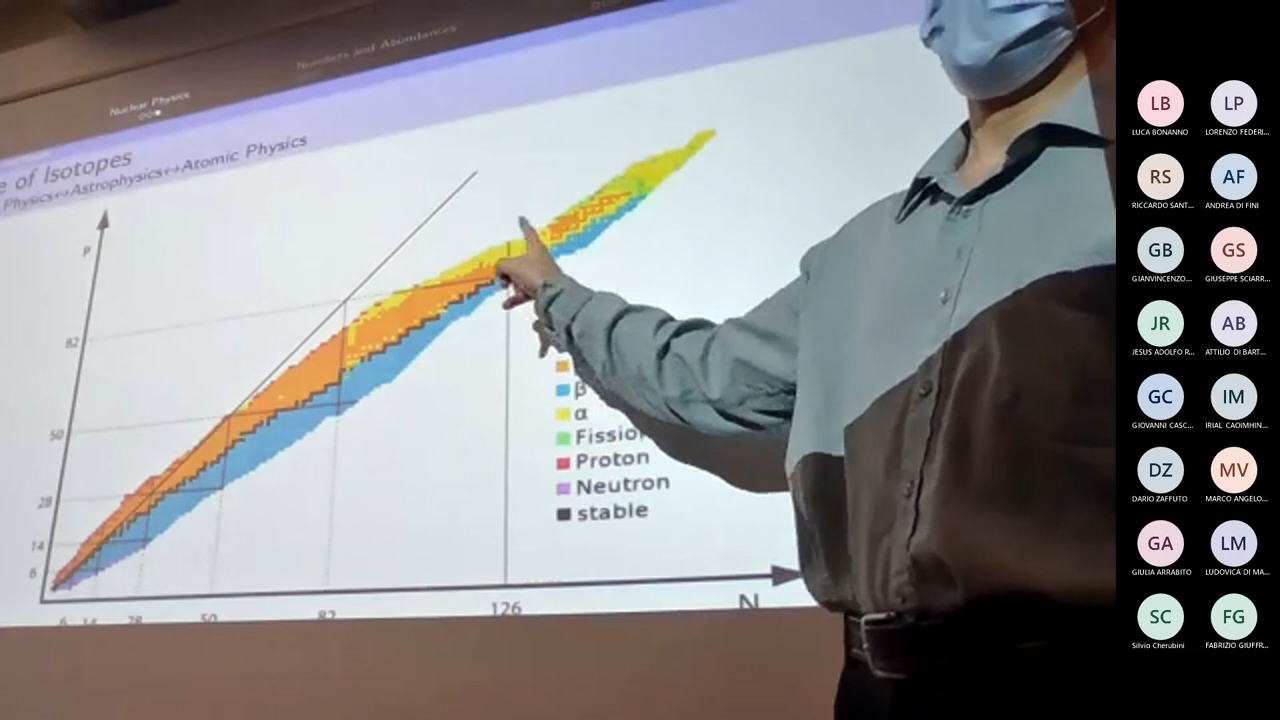 Numbers and Abundances
Nuclear Physics
e of Isotopes
Physics↔Astrophysics↔Atomic Physics
P
82
50
28
14
6
β
α
Fission
Proton
Neutron
stable
6 14 28 50 82 126 N
LB LP
LUCA BONANNO LORENZO FEDERI...
RS AF
RICCARDO SANT... ANDREA DI FINI
GB GS
GIANVINCENZO... GIUSEPPE SCIARR...
JR AB
JESUS ADOLFO R... ATTILIO DI BART...
GC IM
GIOVANNI CASC... IRIAL CAOIMHIN...
DZ MV
DARIO ZAFFUTO MARCO ANGELO...
GA LM
GIULIA ARRABITO LUDOVICA DI MA...
SC FG
Silvio Cherubini FABRIZIO GIUFFR...